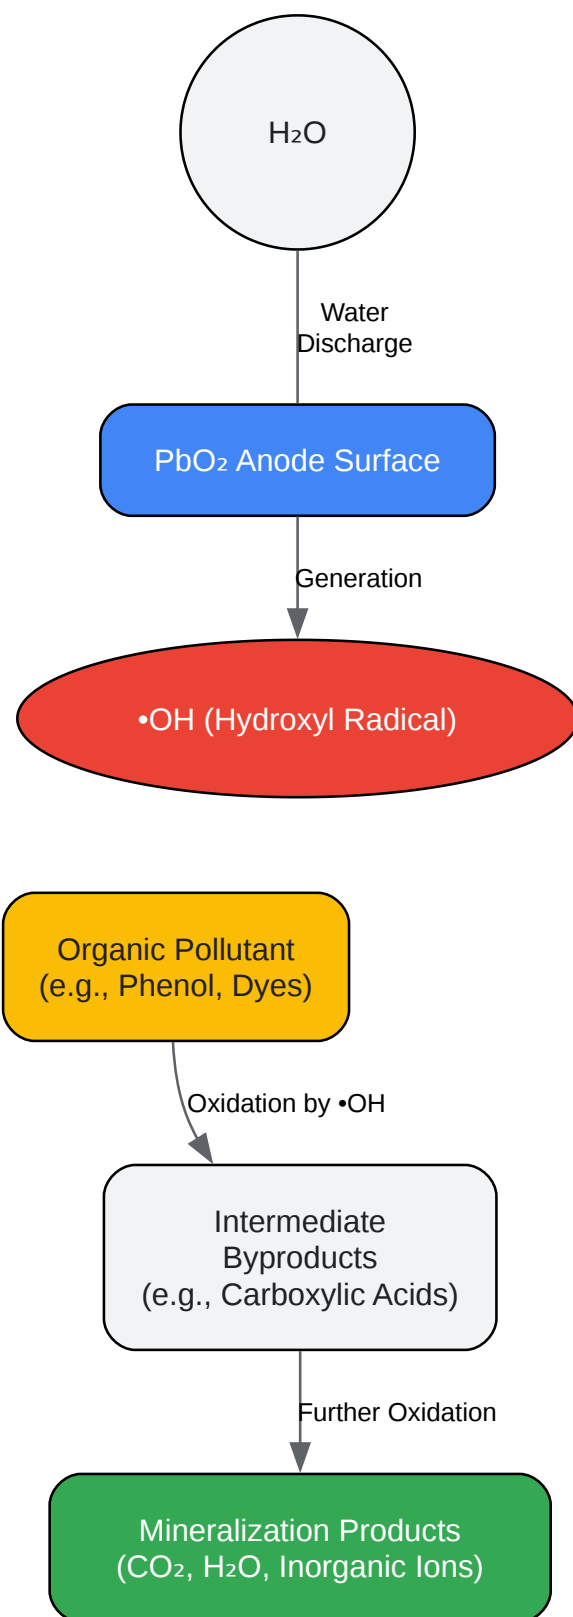 H₂O
Water
Discharge
PbO₂ Anode Surface
Generation
•OH (Hydroxyl Radical)
Organic Pollutant
(e.g., Phenol, Dyes)
Oxidation by •OH
Intermediate
Byproducts
(e.g., Carboxylic Acids)
Further Oxidation
Mineralization Products
(CO₂, H₂O, Inorganic Ions)